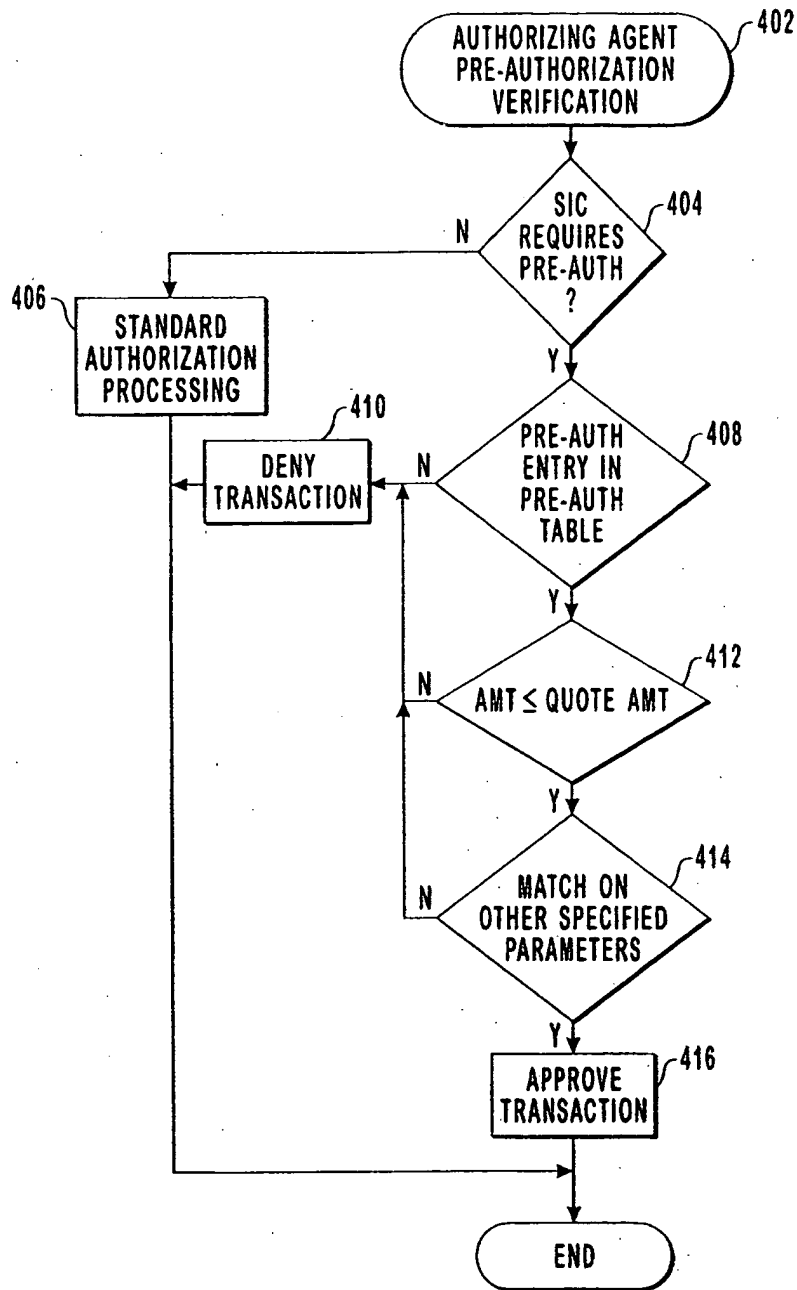 AUTHORIZING AGENT
PRE-AUTHORIZATION
VERIFICATION
402
SIC
REQUIRES
PRE-AUTH
?
404
N
Y
406
STANDARD
AUTHORIZATION
PROCESSING
410
DENY
TRANSACTION
N
PRE-AUTH
ENTRY IN
PRE-AUTH
TABLE
408
Y
N
AMT ≤ QUOTE AMT
412
Y
N
MATCH ON
OTHER SPECIFIED
PARAMETERS
414
Y
APPROVE
TRANSACTION
416
END